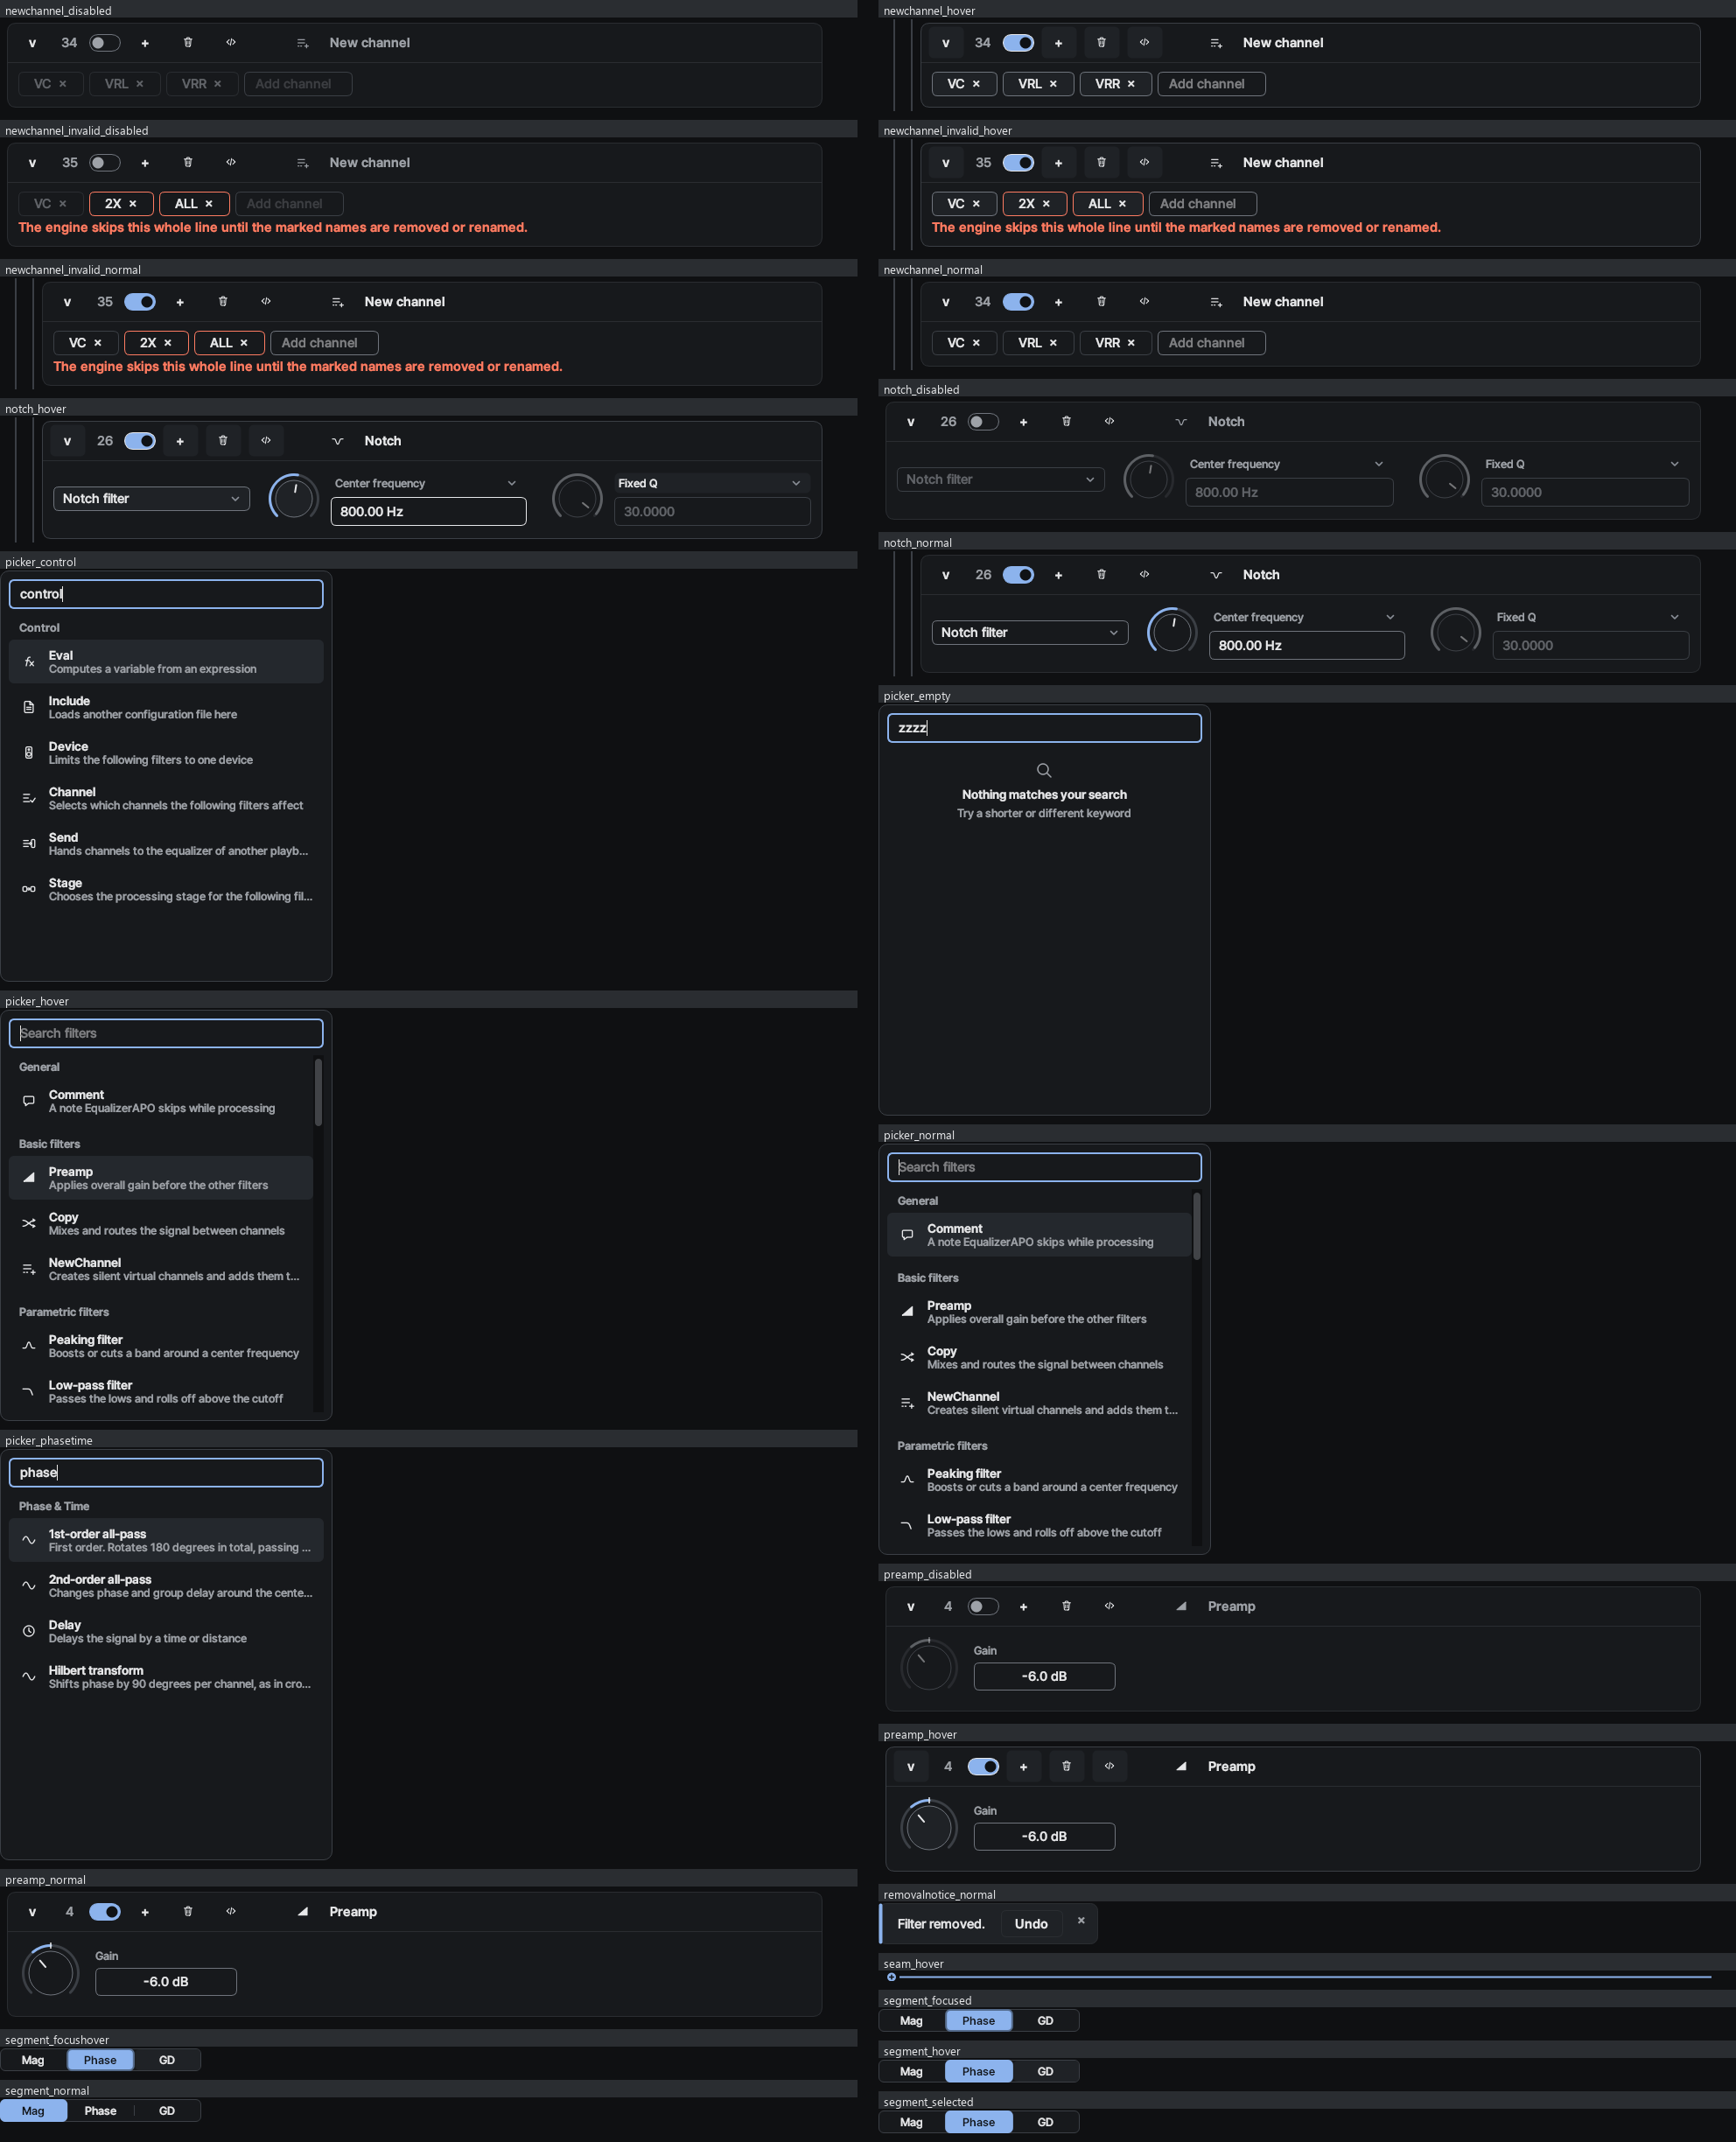 newchannel_disabled
v 34 + </> New channel
VC × VRL × VRR × Add channel
newchannel_invalid_disabled
v 35 + </> New channel
VC × 2X × ALL × Add channel
The engine skips this whole line until the marked names are removed or renamed.
newchannel_invalid_normal
v 35 + </> New channel
VC × 2X × ALL × Add channel
The engine skips this whole line until the marked names are removed or renamed.
notch_hover
v 26 + </> Notch
Center frequency Fixed Q
Notch filter 800.00 Hz 30.0000
picker_control
control
Control
fx Eval
Computes a variable from an expression
Include
Loads another configuration file here
Device
Limits the following filters to one device
Channel
Selects which channels the following filters affect
Send
Hands channels to the equalizer of another playb...
Stage
Chooses the processing stage for the following fil...
picker_hover
Search filters
General
Comment
A note EqualizerAPO skips while processing
Basic filters
Preamp
Applies overall gain before the other filters
Copy
Mixes and routes the signal between channels
NewChannel
Creates silent virtual channels and adds them t...
Parametric filters
Peaking filter
Boosts or cuts a band around a center frequency
Low-pass filter
Passes the lows and rolls off above the cutoff
picker_phasetime
phase
Phase & Time
1st-order all-pass
First order. Rotates 180 degrees in total, passing ...
2nd-order all-pass
Changes phase and group delay around the cente...
Delay
Delays the signal by a time or distance
Hilbert transform
Shifts phase by 90 degrees per channel, as in cro...
preamp_normal
v 4 + </> Preamp
Gain
-6.0 dB
segment_focushover
Mag Phase GD
segment_normal
Mag Phase GD
newchannel_hover
v 34 + </> New channel
VC × VRL × VRR × Add channel
newchannel_invalid_hover
v 35 + </> New channel
VC × 2X × ALL × Add channel
The engine skips this whole line until the marked names are removed or renamed.
newchannel_normal
v 34 + </> New channel
VC × VRL × VRR × Add channel
notch_disabled
v 26 + </> Notch
Center frequency Fixed Q
Notch filter 800.00 Hz 30.0000
notch_normal
v 26 + </> Notch
Center frequency Fixed Q
Notch filter 800.00 Hz 30.0000
picker_empty
zzzz
Nothing matches your search
Try a shorter or different keyword
picker_normal
Search filters
General
Comment
A note EqualizerAPO skips while processing
Basic filters
Preamp
Applies overall gain before the other filters
Copy
Mixes and routes the signal between channels
NewChannel
Creates silent virtual channels and adds them t...
Parametric filters
Peaking filter
Boosts or cuts a band around a center frequency
Low-pass filter
Passes the lows and rolls off above the cutoff
preamp_disabled
v 4 + </> Preamp
Gain
-6.0 dB
preamp_hover
v 4 + </> Preamp
Gain
-6.0 dB
removalnotice_normal
Filter removed. Undo ×
seam_hover
segment_focused
Mag Phase GD
segment_hover
Mag Phase GD
segment_selected
Mag Phase GD